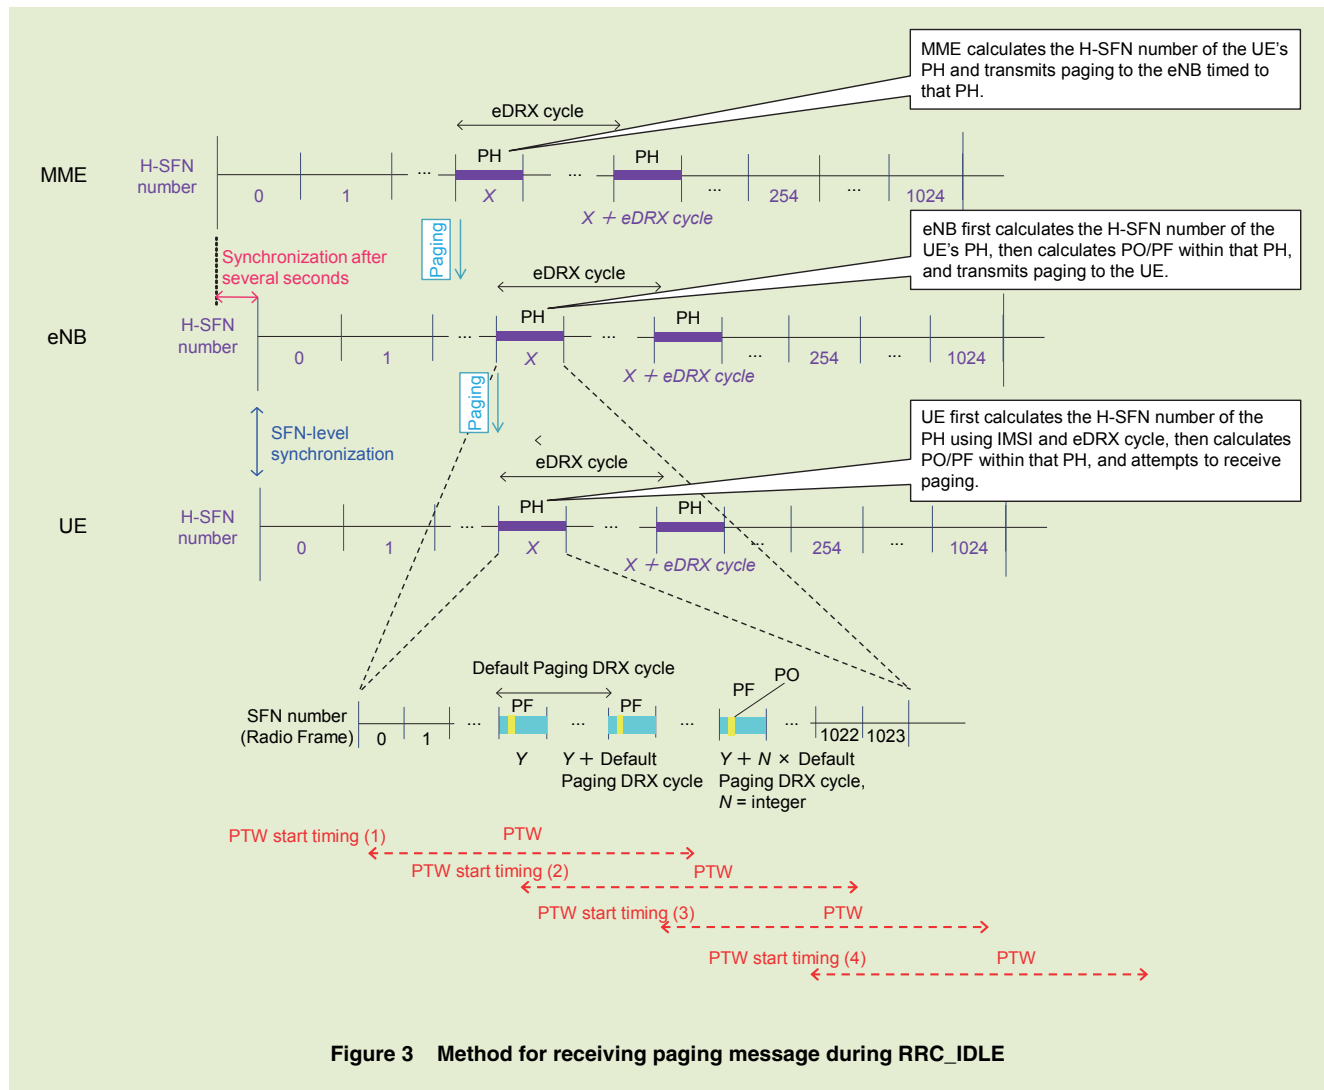 MME calculates the H-SFN number of the UE's
PH and transmits paging to the eNB timed to
that PH.
eDRX cycle
PH
PH
MME
H-SFN
number
0
1
...
X
...
X + eDRX cycle
...
254
...
1024
Paging
Synchronization after
several seconds
eNB first calculates the H-SFN number of the
UE's PH, then calculates PO/PF within that PH,
and transmits paging to the UE.
eDRX cycle
PH
PH
eNB
H-SFN
number
0
1
...
X
...
X + eDRX cycle
...
254
...
1024
Paging
SFN-level
synchronization
UE first calculates the H-SFN number of the
PH using IMSI and eDRX cycle, then calculates
PO/PF within that PH, and attempts to receive
paging.
eDRX cycle
PH
PH
UE
H-SFN
number
0
1
...
X
...
X + eDRX cycle
...
254
...
1024
Default Paging DRX cycle
PO
PF
PF
PF
SFN number
(Radio Frame)
0
1
...
...
...
...
1022
1023
Y
Y + Default
Paging DRX cycle
Y + N × Default
Paging DRX cycle,
N = integer
PTW start timing (1)
PTW
PTW start timing (2)
PTW
PTW start timing (3)
PTW
PTW start timing (4)
PTW
Figure 3 Method for receiving paging message during RRC_IDLE